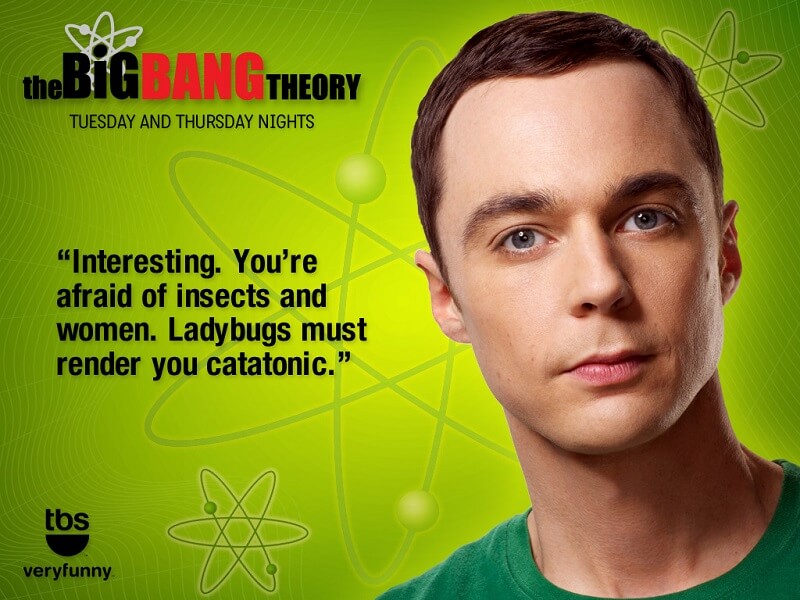 theBiGBANGTHEORY
TUESDAY AND THURSDAY NIGHTS
“Interesting. You’re
afraid of insects and
women. Ladybugs must
render you catatonic.”
tbs
veryfunny